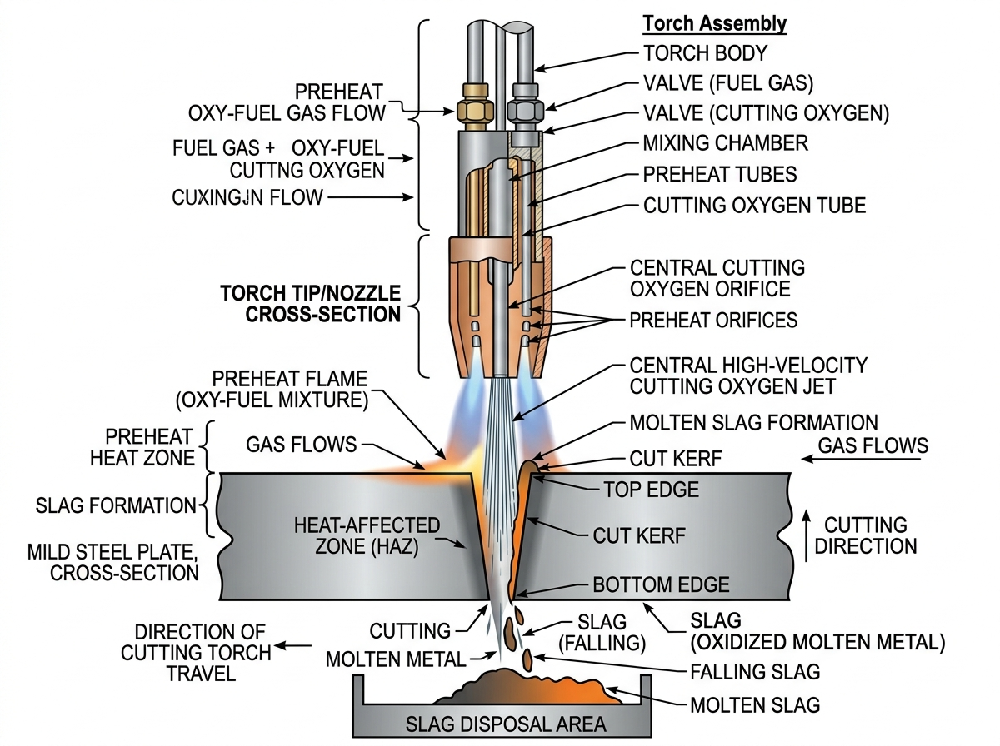 Torch Assembly
TORCH BODY
VALVE (FUEL GAS)
VALVE (CUTTING OXYGEN)
MIXING CHAMBER
PREHEAT TUBES
CUTTING OXYGEN TUBE
PREHEAT
OXY-FUEL GAS FLOW
FUEL GAS + OXY-FUEL
CUTTNG OXYGEN
FLOW
TORCH TIP/NOZZLE
CROSS-SECTION
CENTRAL CUTTING
OXYGEN ORIFICE
PREHEAT ORIFICES
CENTRAL HIGH-VELOCITY
CUTTING OXYGEN JET
PREHEAT FLAME
(OXY-FUEL MIXTURE)
MOLTEN SLAG FORMATION
PREHEAT
HEAT ZONE
GAS FLOWS
GAS FLOWS
CUT KERF
TOP EDGE
SLAG FORMATION
HEAT-AFFECTED
ZONE (HAZ)
CUT KERF
CUTTING
DIRECTION
MILD STEEL PLATE,
CROSS-SECTION
BOTTOM EDGE
DIRECTION OF
CUTTING TORCH
TRAVEL
CUTTING
MOLTEN METAL
SLAG
(FALLING)
SLAG
(OXIDIZED MOLTEN METAL)
FALLING SLAG
MOLTEN SLAG
SLAG DISPOSAL AREA